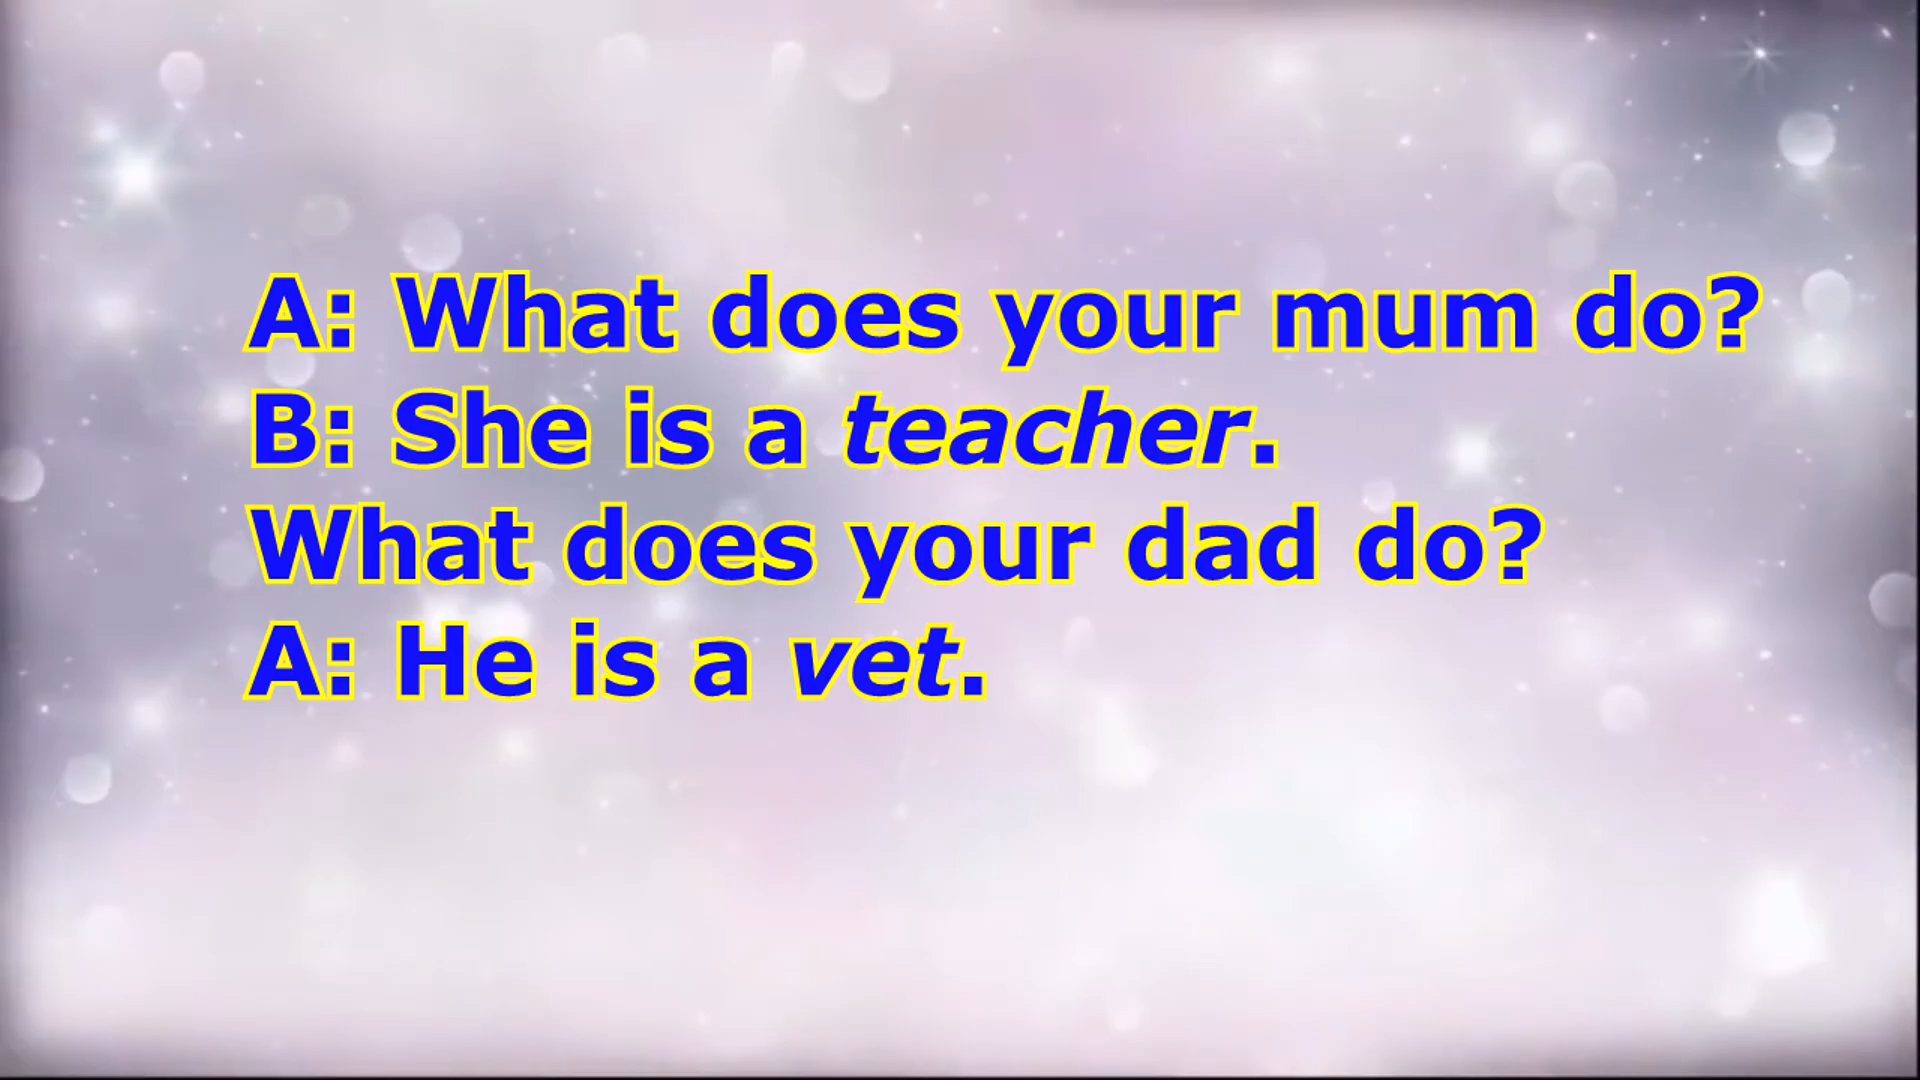 A: What does your mum do?
B: She is a teacher.
What does your dad do?
A: He is a vet.